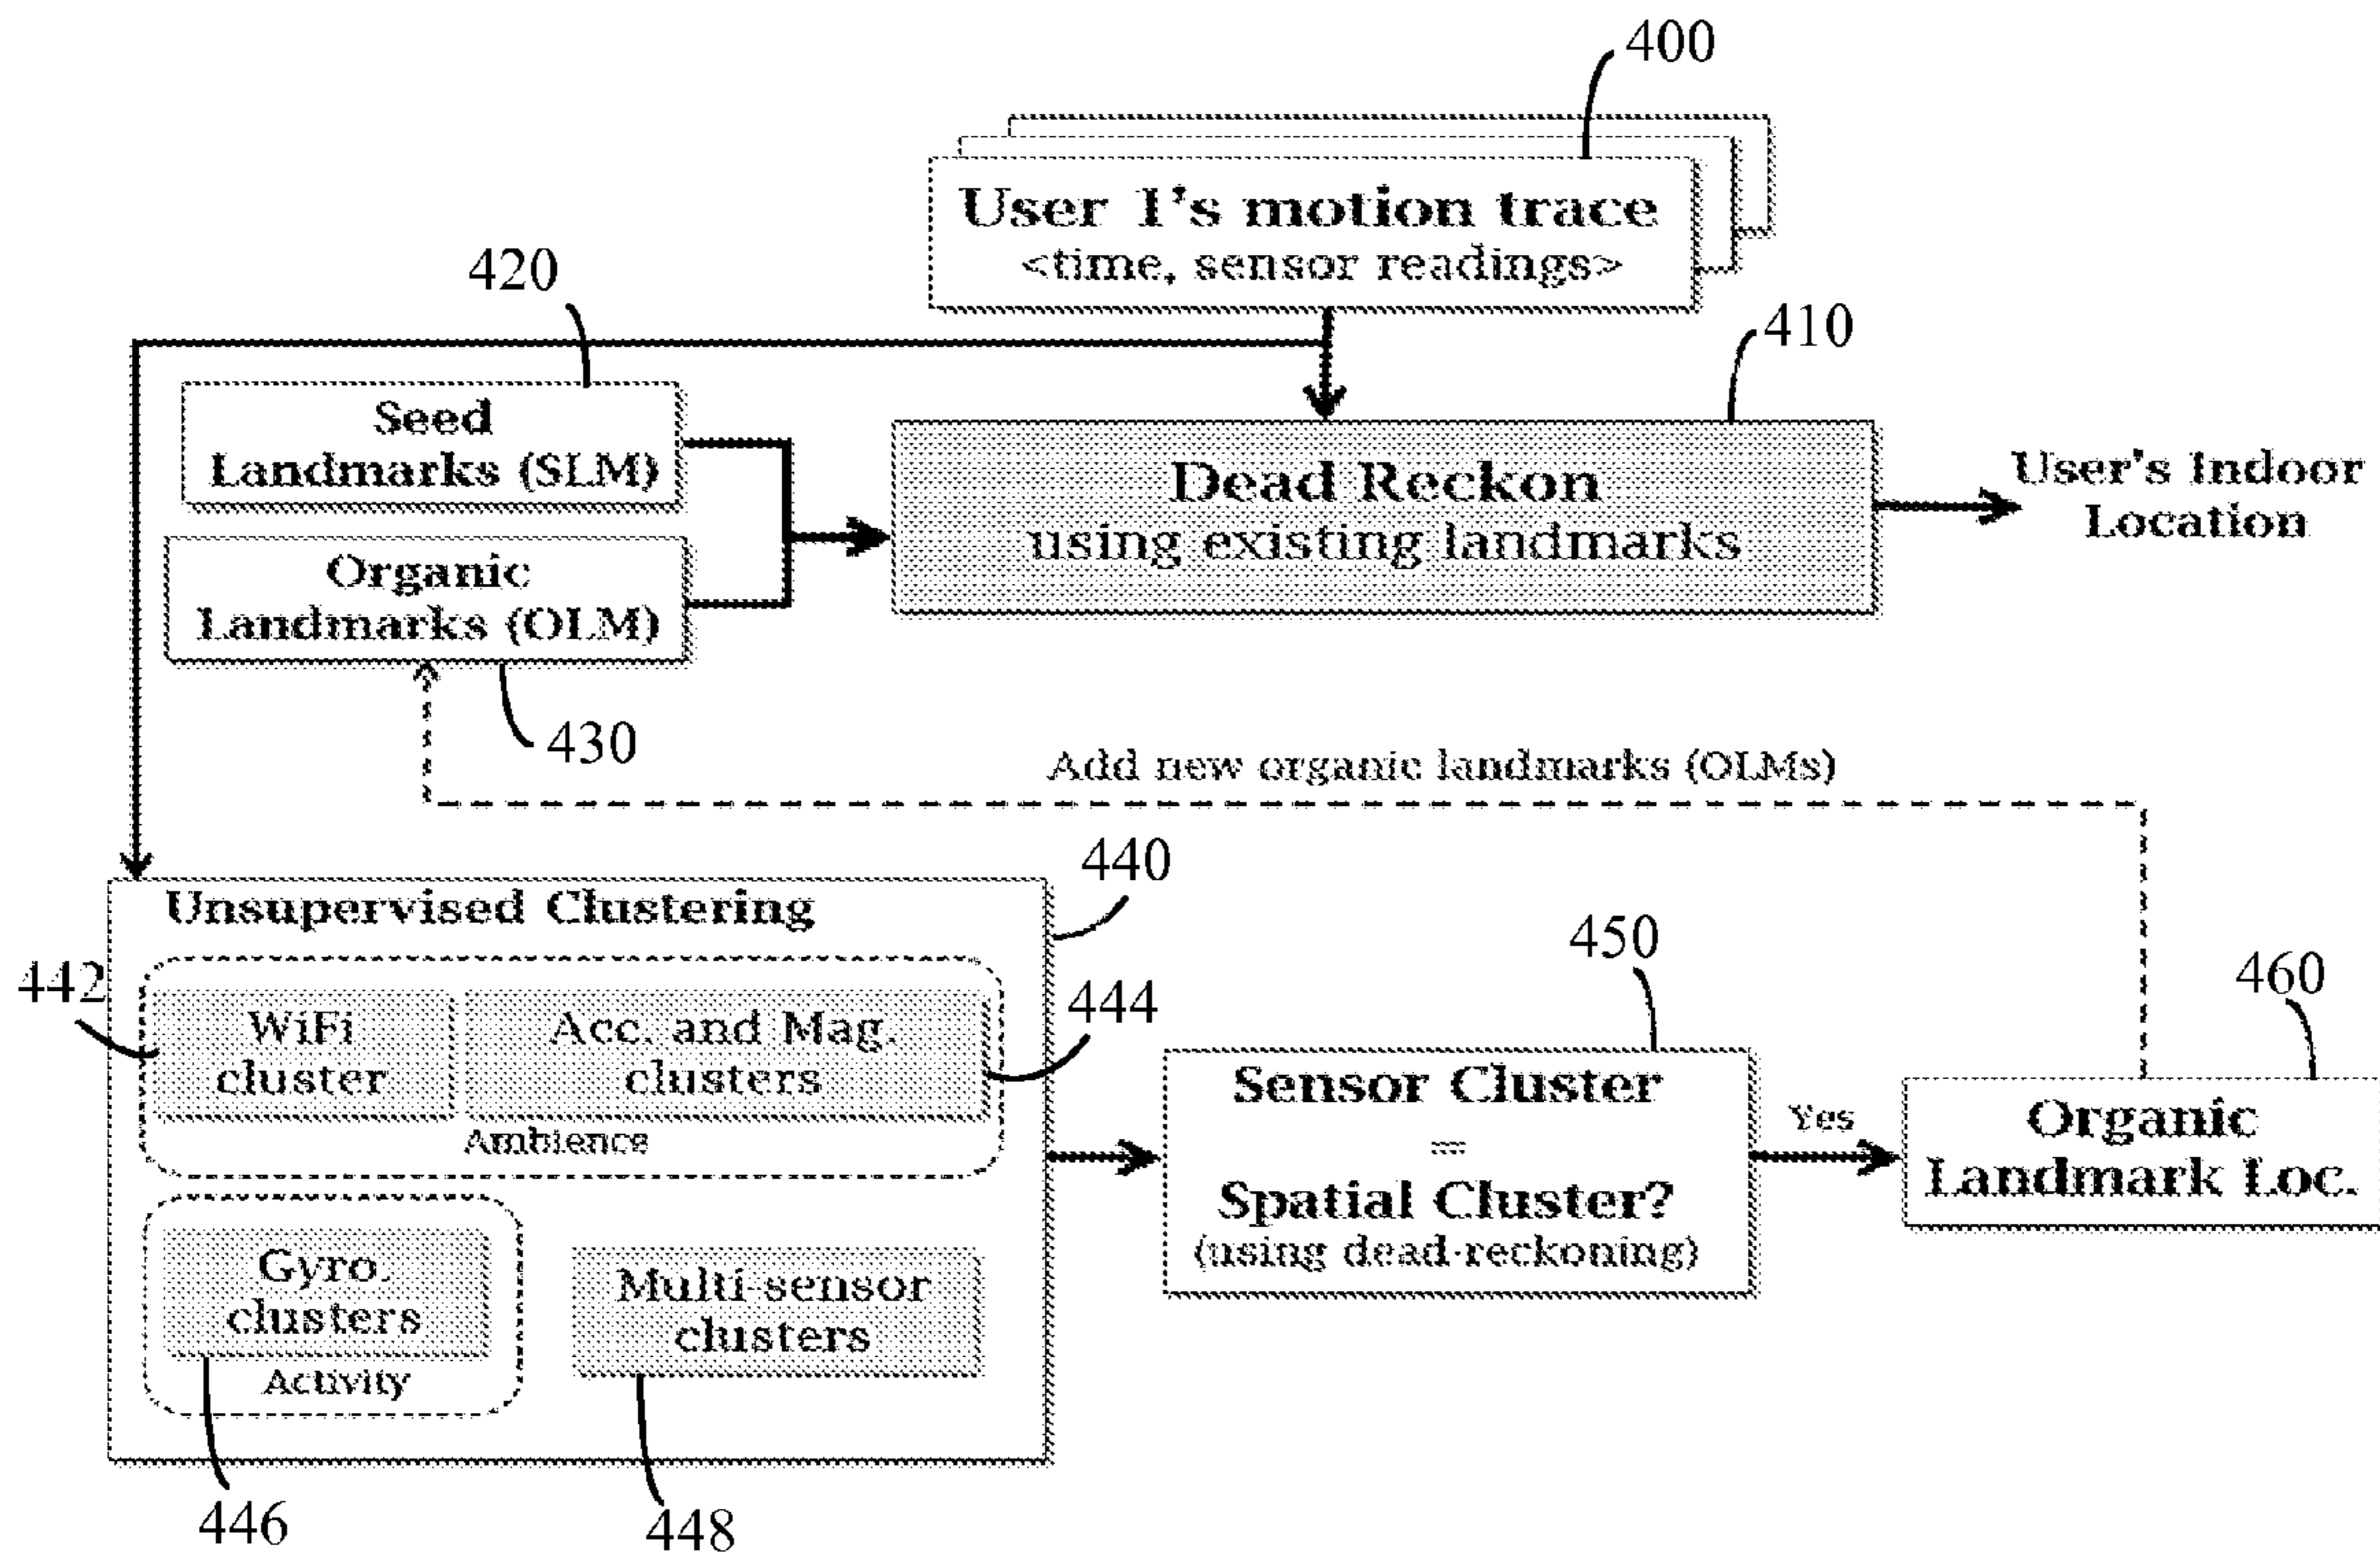 400
User 1's motion trace
<time, sensor readings>
420
410
Seed
Landmarks (SLM)
Dead Reckon
using existing landmarks
User's Indoor
Location
Organic
Landmarks (OLM)
430
Add new organic landmarks (OLMs)
440
Unsupervised Clustering
442
WiFi
cluster
Acc. and Mag.
clusters
444
Ambience
450
Sensor Cluster
=
Spatial Cluster?
(using dead-reckoning)
Yes
460
Organic
Landmark Loc.
Gyro.
clusters
Activity
Multi-sensor
clusters
446
448